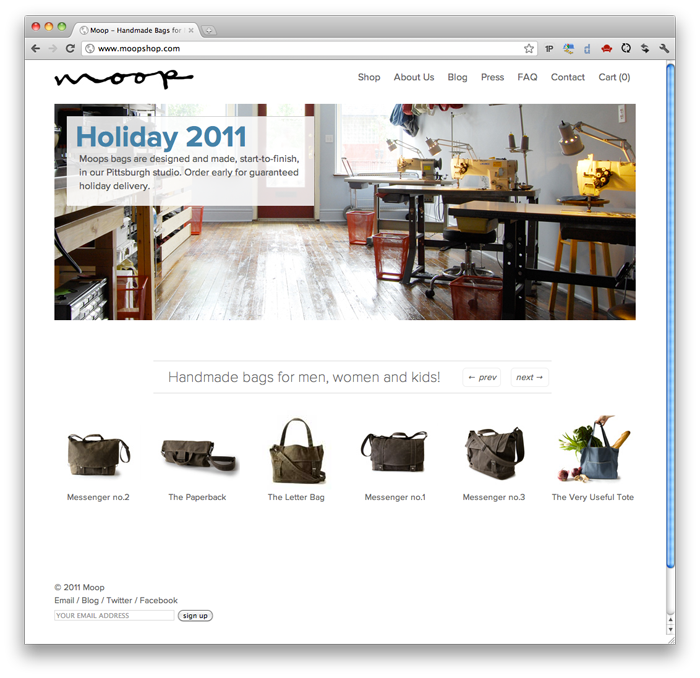 Moop – Handmade Bags for
www.moopshop.com
1P
moop
Shop About Us Blog Press FAQ Contact Cart (0)
Holiday 2011
Moops bags are designed and made, start-to-finish,
in our Pittsburgh studio. Order early for guaranteed
holiday delivery.
Handmade bags for men, women and kids! ← prev next →
Messenger no.2 The Paperback The Letter Bag Messenger no.1 Messenger no.3 The Very Useful Tote
© 2011 Moop
Email / Blog / Twitter / Facebook
YOUR EMAIL ADDRESS sign up